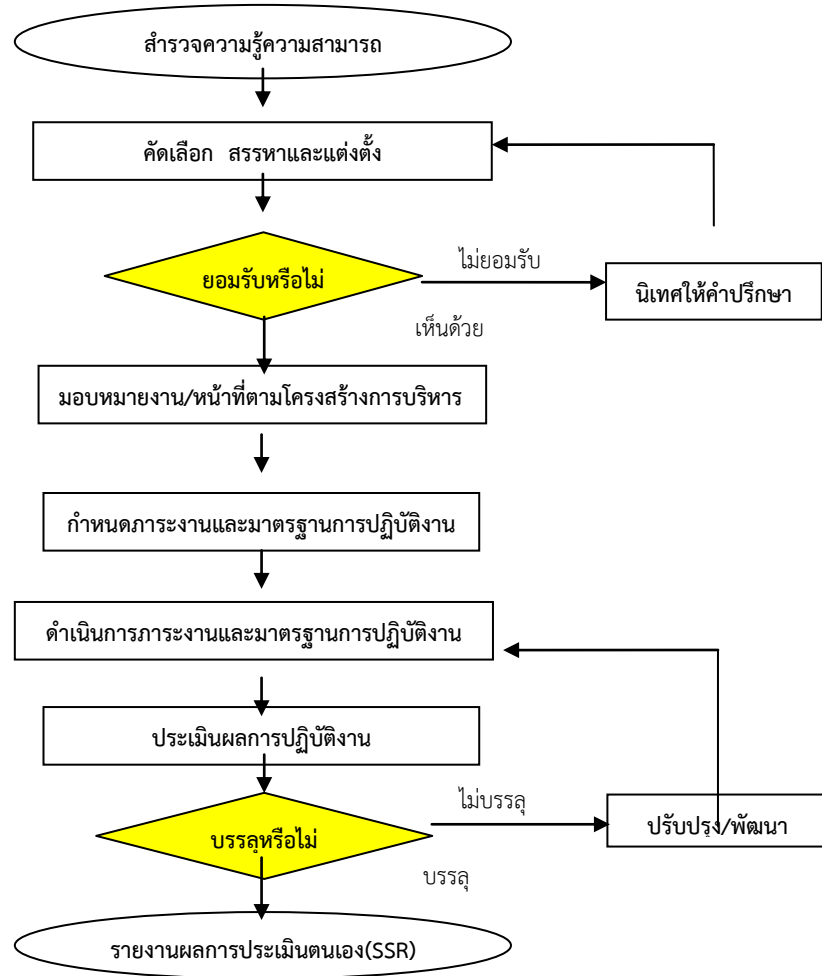 สำรวจความรู้ความสามารถ
คัดเลือก สรรหาและแต่งตั้ง
ยอมรับหรือไม่
ไม่ยอมรับ
นิเทศให้คำปรึกษา
เห็นด้วย
มอบหมายงาน/หน้าที่ตามโครงสร้างการบริหาร
กำหนดภาระงานและมาตรฐานการปฏิบัติงาน
ดำเนินการภาระงานและมาตรฐานการปฏิบัติงาน
ประเมินผลการปฏิบัติงาน
บรรลุหรือไม่
ไม่บรรลุ
ปรับปรุง/พัฒนา
บรรลุ
รายงานผลการประเมินตนเอง(SSR)